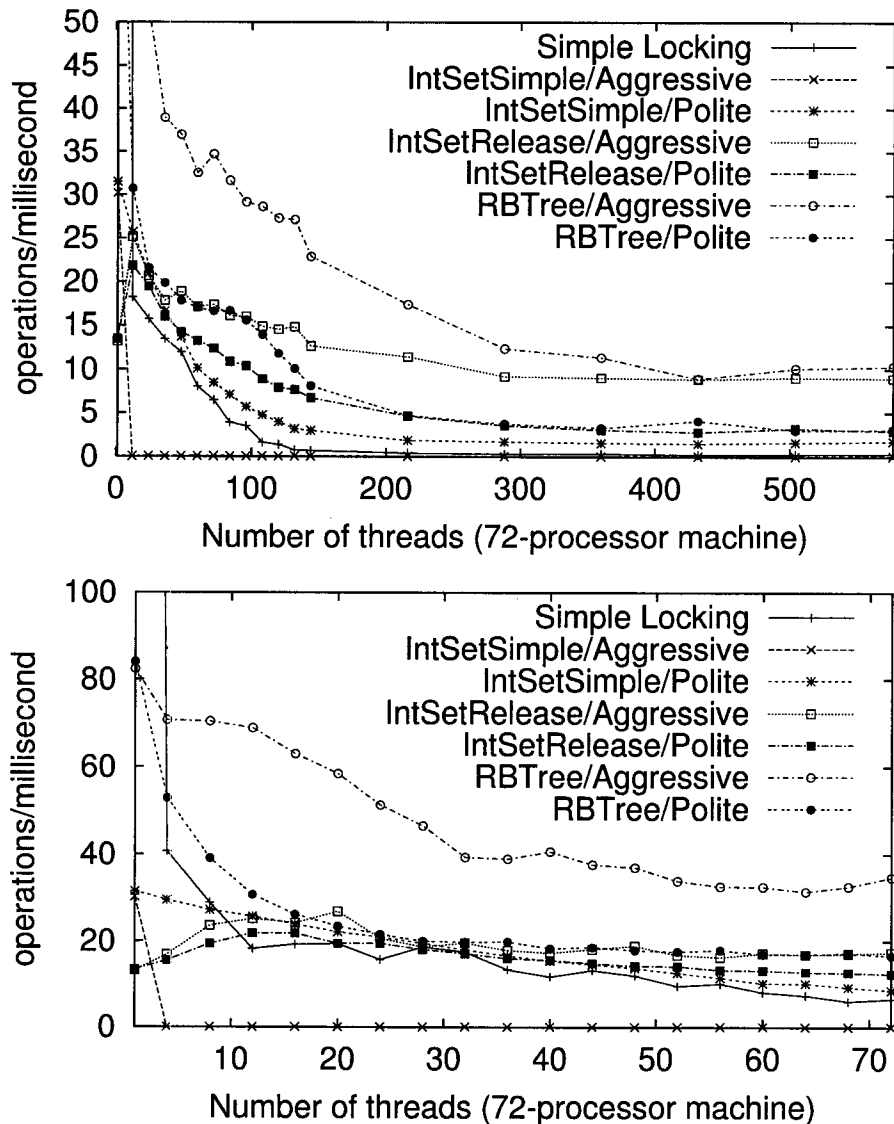 50
45
40
35
30
25
20
15
10
5
0
operations/millisecond
Simple Locking
IntSetSimple/Aggressive
IntSetSimple/Polite
IntSetRelease/Aggressive
IntSetRelease/Polite
RBTree/Aggressive
RBTree/Polite
0 100 200 300 400 500
Number of threads (72-processor machine)
100
80
60
40
20
0
operations/millisecond
Simple Locking
IntSetSimple/Aggressive
IntSetSimple/Polite
IntSetRelease/Aggressive
IntSetRelease/Polite
RBTree/Aggressive
RBTree/Polite
10 20 30 40 50 60 70
Number of threads (72-processor machine)